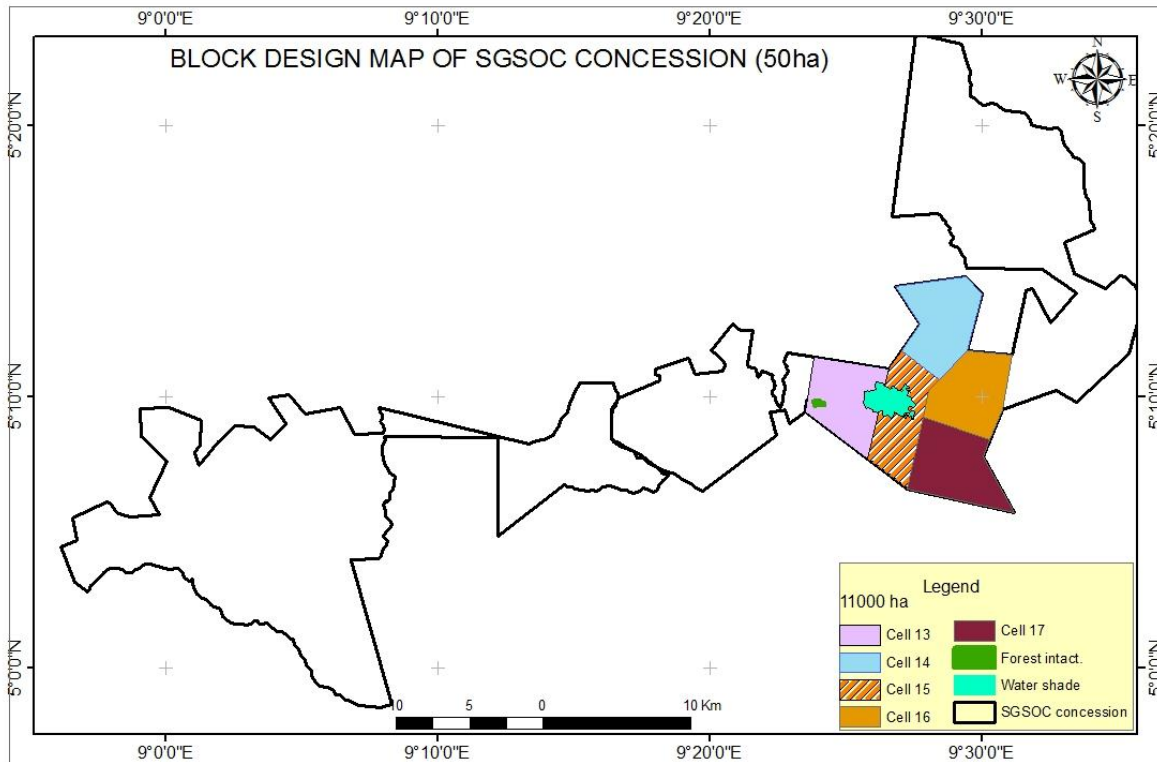 9°0'0"E 9°10'0"E 9°20'0"E 9°30'0"E
BLOCK DESIGN MAP OF SGSOC CONCESSION (50ha)
N
W E
S
5°20'0"N 5°20'0"N
5°10'0"N 5°10'0"N
5°0'0"N 5°0'0"N
Legend
11000 ha
Cell 13
Cell 14
Cell 15
Cell 16
Cell 17
Forest intact.
Water shade
SGSOC concession
10 5 0 10 Km
9°0'0"E 9°10'0"E 9°20'0"E 9°30'0"E